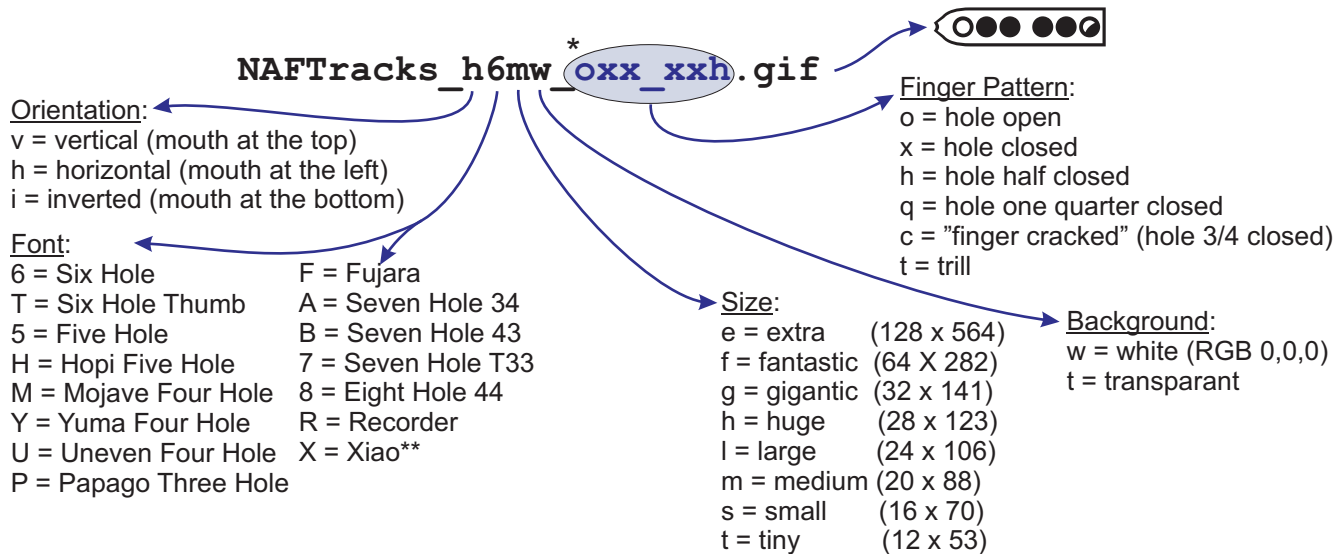 *
NAFTracks_h6mw_oxx_xxh.gif
Orientation:
v = vertical (mouth at the top)
h = horizontal (mouth at the left)
i = inverted (mouth at the bottom)
Finger Pattern:
o = hole open
x = hole closed
h = hole half closed
q = hole one quarter closed
c = ”finger cracked” (hole 3/4 closed)
t = trill
Font:
6 = Six Hole
T = Six Hole Thumb
5 = Five Hole
H = Hopi Five Hole
M = Mojave Four Hole
Y = Yuma Four Hole
U = Uneven Four Hole
P = Papago Three Hole
F = Fujara
A = Seven Hole 34
B = Seven Hole 43
7 = Seven Hole T33
8 = Eight Hole 44
R = Recorder
X = Xiao**
Size:
e = extra (128 x 564)
f = fantastic (64 X 282)
g = gigantic (32 x 141)
h = huge (28 x 123)
l = large (24 x 106)
m = medium (20 x 88)
s = small (16 x 70)
t = tiny (12 x 53)
Background:
w = white (RGB 0,0,0)
t = transparant